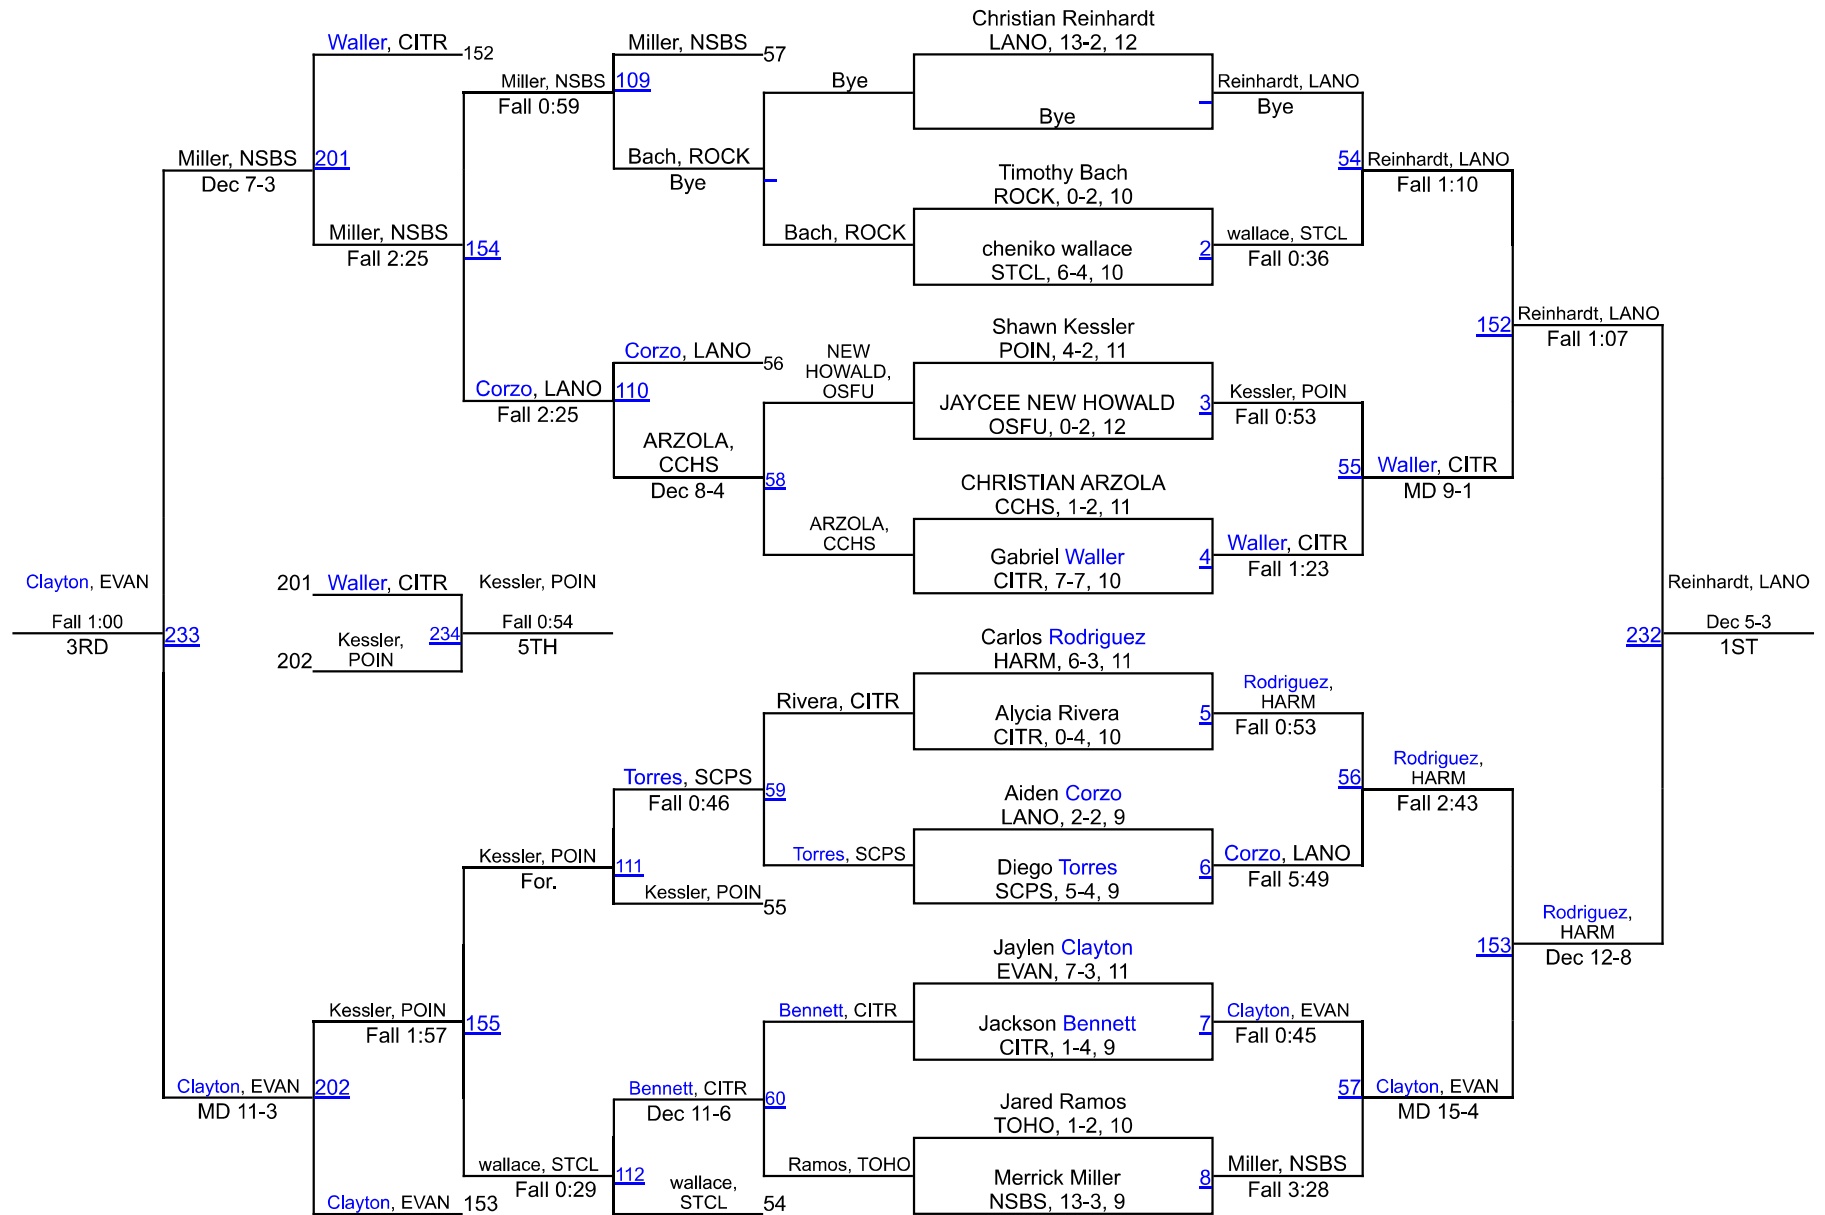 Christian Reinhardt
LANO, 13-2, 12
Waller, CITR
152
Miller, NSBS
57
Miller, NSBS
109
Fall 0:59
Bye
Bye
Reinhardt, LANO
Bye
Miller, NSBS
201
Dec 7-3
Bach, ROCK
Bye
Timothy Bach
ROCK, 0-2, 10
54
Reinhardt, LANO
Fall 1:10
Miller, NSBS
154
Fall 2:25
Bach, ROCK
cheniko wallace
STCL, 6-4, 10
2
wallace, STCL
Fall 0:36
Shawn Kessler
POIN, 4-2, 11
152
Reinhardt, LANO
Fall 1:07
Corzo, LANO
56
NEW
HOWALD,
OSFU
Corzo, LANO
110
Fall 2:25
JAYCEE NEW HOWALD
OSFU, 0-2, 12
3
Kessler, POIN
Fall 0:53
ARZOLA,
CCHS
Dec 8-4
58
CHRISTIAN ARZOLA
CCHS, 1-2, 11
55
Waller, CITR
MD 9-1
ARZOLA,
CCHS
Gabriel Waller
CITR, 7-7, 10
4
Waller, CITR
Fall 1:23
Clayton, EVAN
Fall 1:00
3RD
233
201
Waller, CITR
Kessler,
POIN
202
234
Kessler, POIN
Fall 0:54
5TH
Reinhardt, LANO
232
Dec 5-3
1ST
Carlos Rodriguez
HARM, 6-3, 11
Rivera, CITR
Alycia Rivera
CITR, 0-4, 10
5
Rodriguez,
HARM
Fall 0:53
Torres, SCPS
59
Fall 0:46
Aiden Corzo
LANO, 2-2, 9
56
Rodriguez,
HARM
Fall 2:43
Kessler, POIN
For.
111
Kessler, POIN
55
Torres, SCPS
Diego Torres
SCPS, 5-4, 9
6
Corzo, LANO
Fall 5:49
Jaylen Clayton
EVAN, 7-3, 11
153
Rodriguez,
HARM
Dec 12-8
Kessler, POIN
155
Fall 1:57
Bennett, CITR
Jackson Bennett
CITR, 1-4, 9
7
Clayton, EVAN
Fall 0:45
Clayton, EVAN
202
MD 11-3
Bennett, CITR
60
Dec 11-6
Jared Ramos
TOHO, 1-2, 10
57
Clayton, EVAN
MD 15-4
wallace, STCL
112
Fall 0:29
wallace,
STCL
54
Ramos, TOHO
Merrick Miller
NSBS, 13-3, 9
8
Miller, NSBS
Fall 3:28
Clayton, EVAN
153